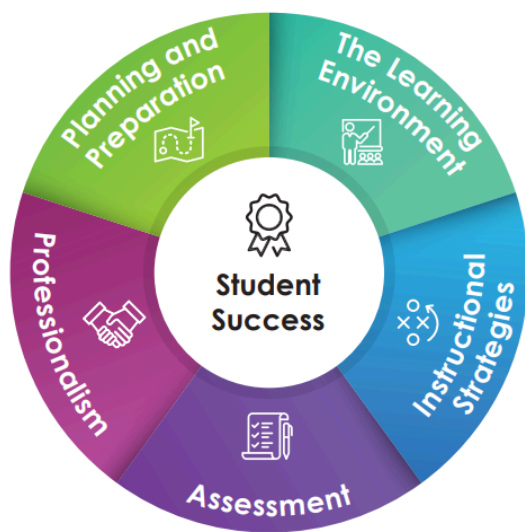 Planning and
Preparation
The Learning
Environment
Instructional
Strategies
Assessment
Professionalism
Student
Success